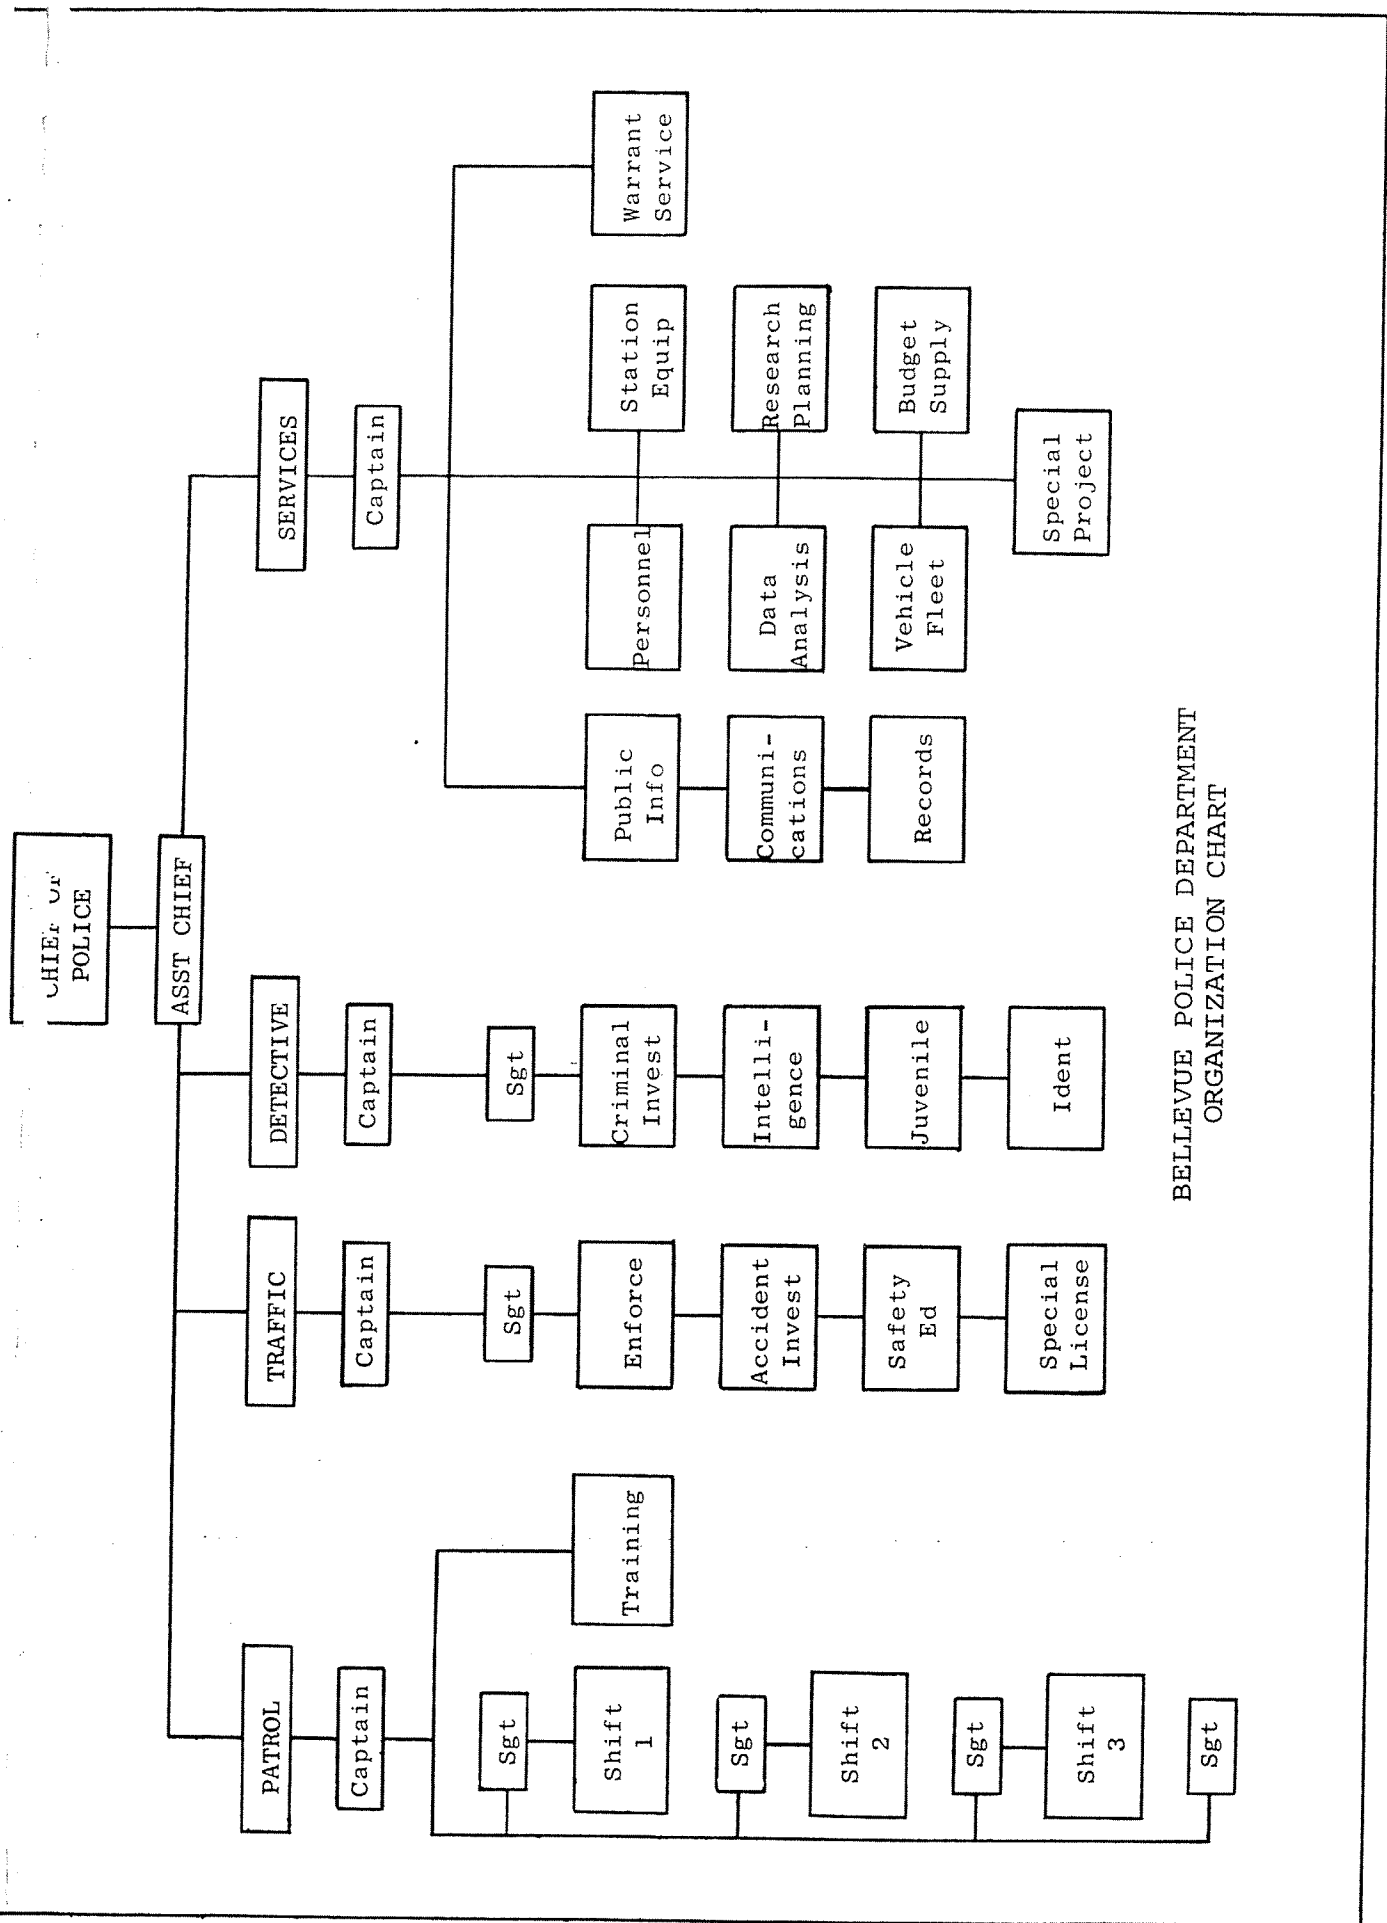 CHIEF OF
POLICE
ASST CHIEF
PATROL
TRAFFIC
DETECTIVE
SERVICES
Captain
Captain
Captain
Captain
Sgt
Shift
1
Sgt
Shift
2
Sgt
Shift
3
Sgt
Training
Sgt
Enforce
Accident
Invest
Safety
Ed
Special
License
Sgt
Criminal
Invest
Intelli-
gence
Juvenile
Ident
Public
Info
Communi-
cations
Records
Personnel
Station
Equip
Data
Analysis
Research
Planning
Vehicle
Fleet
Budget
Supply
Special
Project
Warrant
Service
BELLEVUE POLICE DEPARTMENT
ORGANIZATION CHART